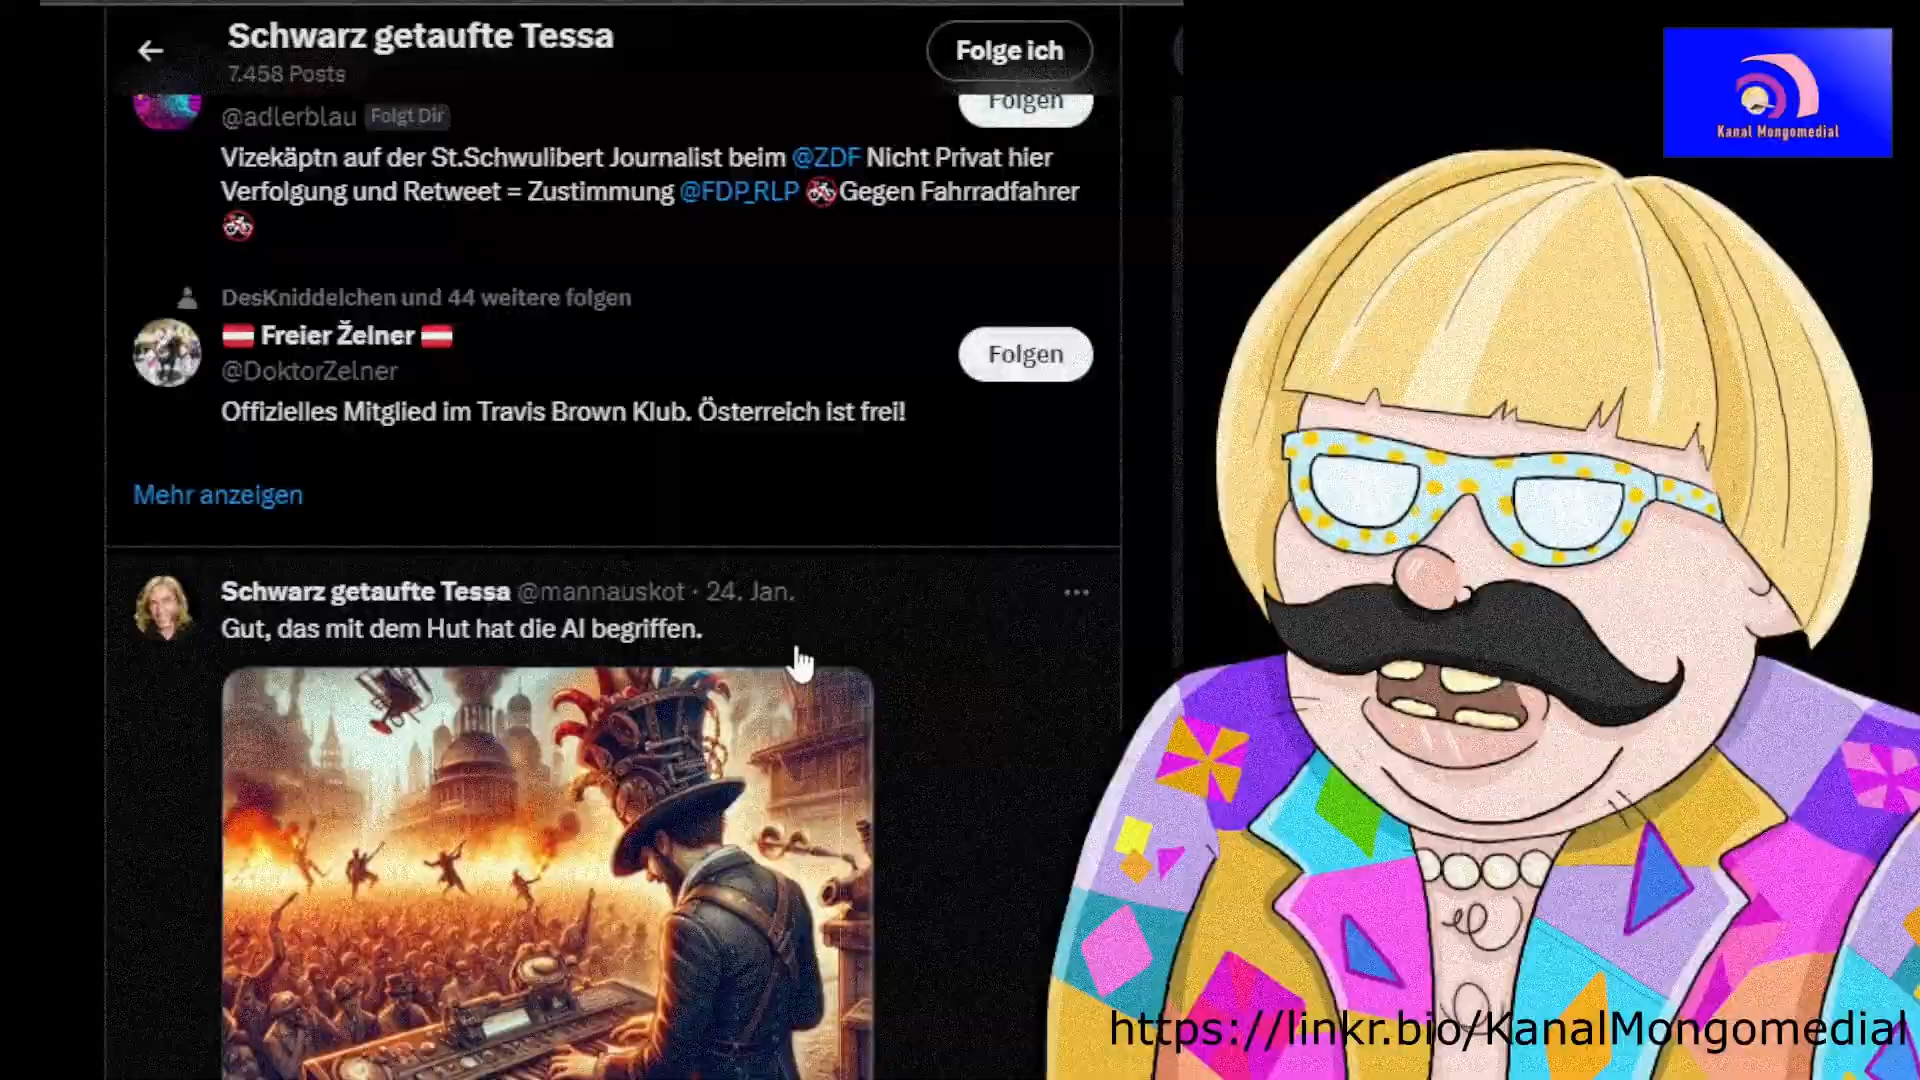 Schwarz getaufte Tessa
7.458 Posts
Folge ich
@adlerblau Folgt Dir
Folgen
Vizekäptn auf der St.Schwulibert Journalist beim @ZDF Nicht Privat hier
Verfolgung und Retweet = Zustimmung @FDP_RLP 🚳Gegen Fahrradfahrer
🚳
DesKniddelchen und 44 weitere folgen
🇦🇹 Freier Želner 🇦🇹
@DoktorZelner
Folgen
Offizielles Mitglied im Travis Brown Klub. Österreich ist frei!
Mehr anzeigen
Schwarz getaufte Tessa @mannauskot · 24. Jan.
Gut, das mit dem Hut hat die AI begriffen.
Kanal Mongomedial
https://linkr.bio/KanalMongomedial